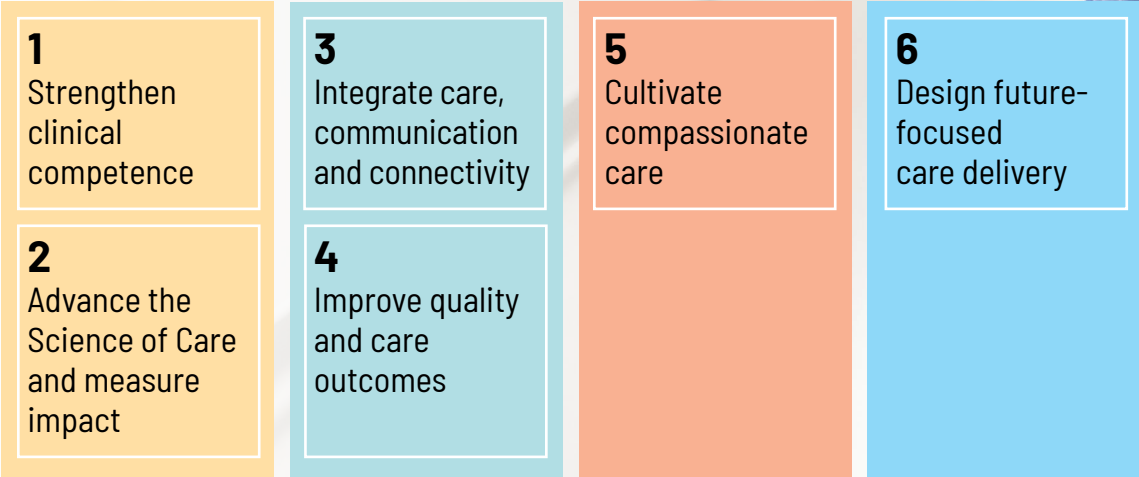 1
Strengthen
clinical
competence
2
Advance the
Science of Care
and measure
impact
3
Integrate care,
communication
and connectivity
4
Improve quality
and care
outcomes
5
Cultivate
compassionate
care
6
Design future-
focused
care delivery